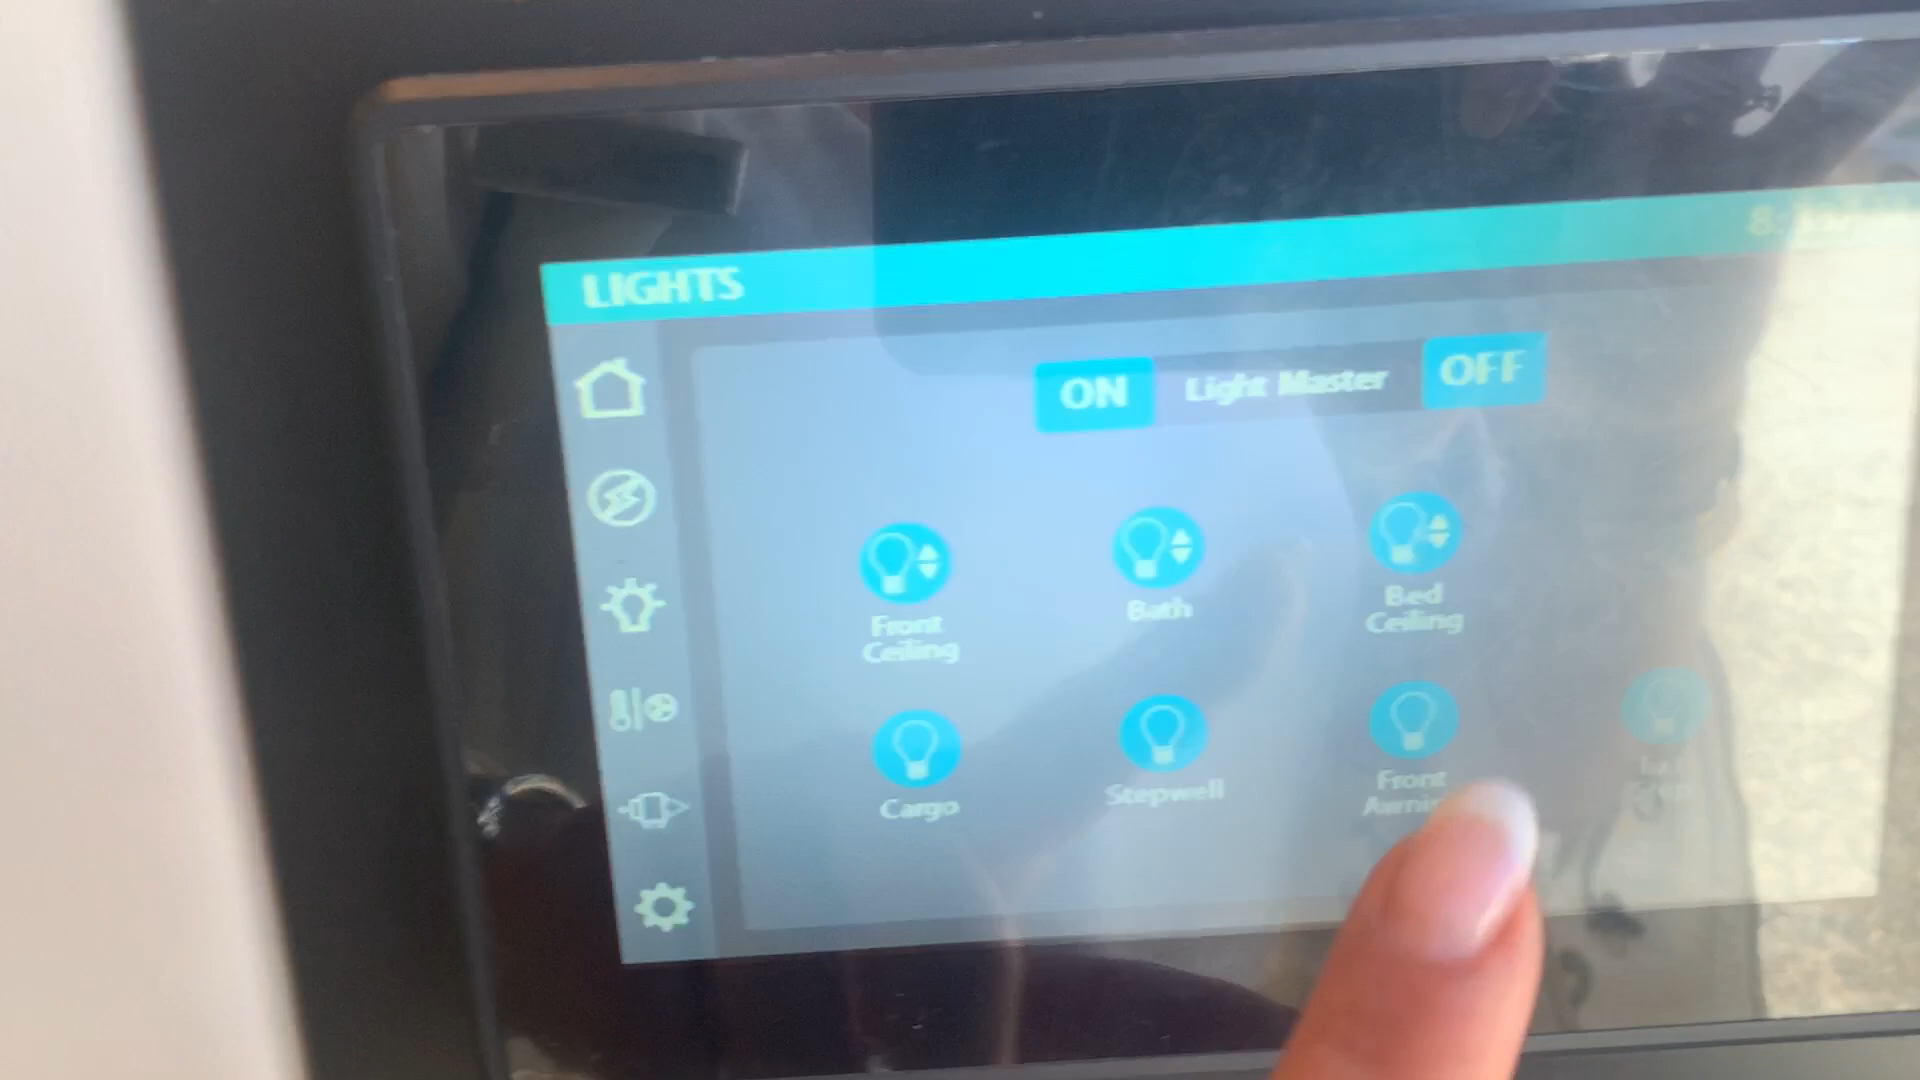 LIGHTS
ON Light Master OFF
Front
Ceiling
Bath
Bed
Ceiling
Cargo
Stepwell
Front